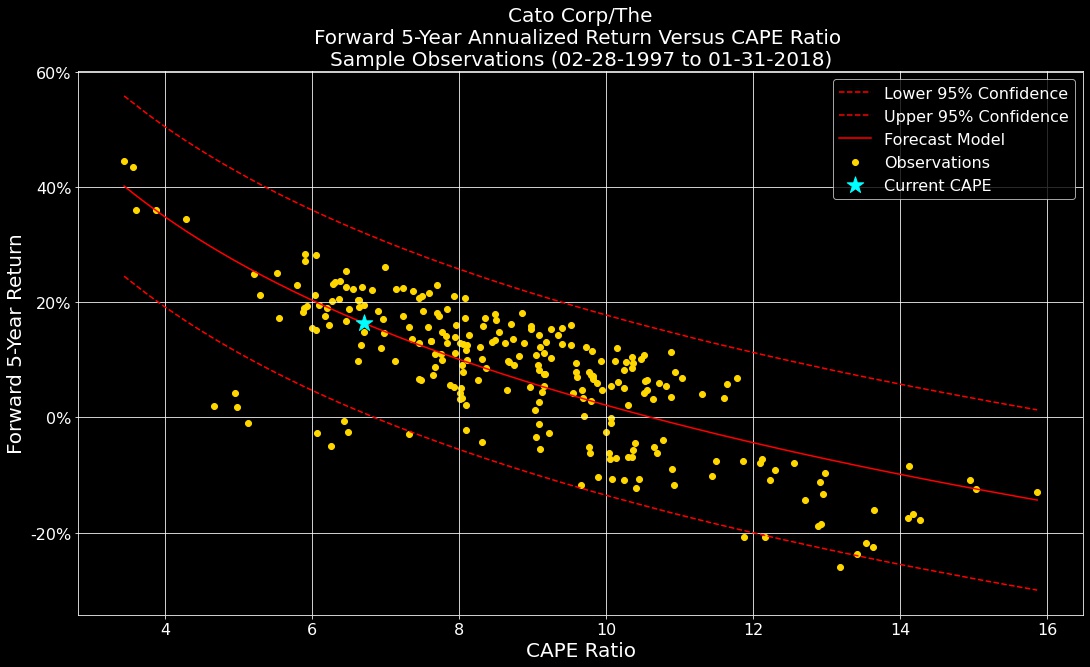 Cato Corp/The
Forward 5-Year Annualized Return Versus CAPE Ratio
Sample Observations (02-28-1997 to 01-31-2018)
60%
40%
20%
0%
-20%
Forward 5-Year Return
Lower 95% Confidence
Upper 95% Confidence
Forecast Model
Observations
Current CAPE
4 6 8 10 12 14 16
CAPE Ratio